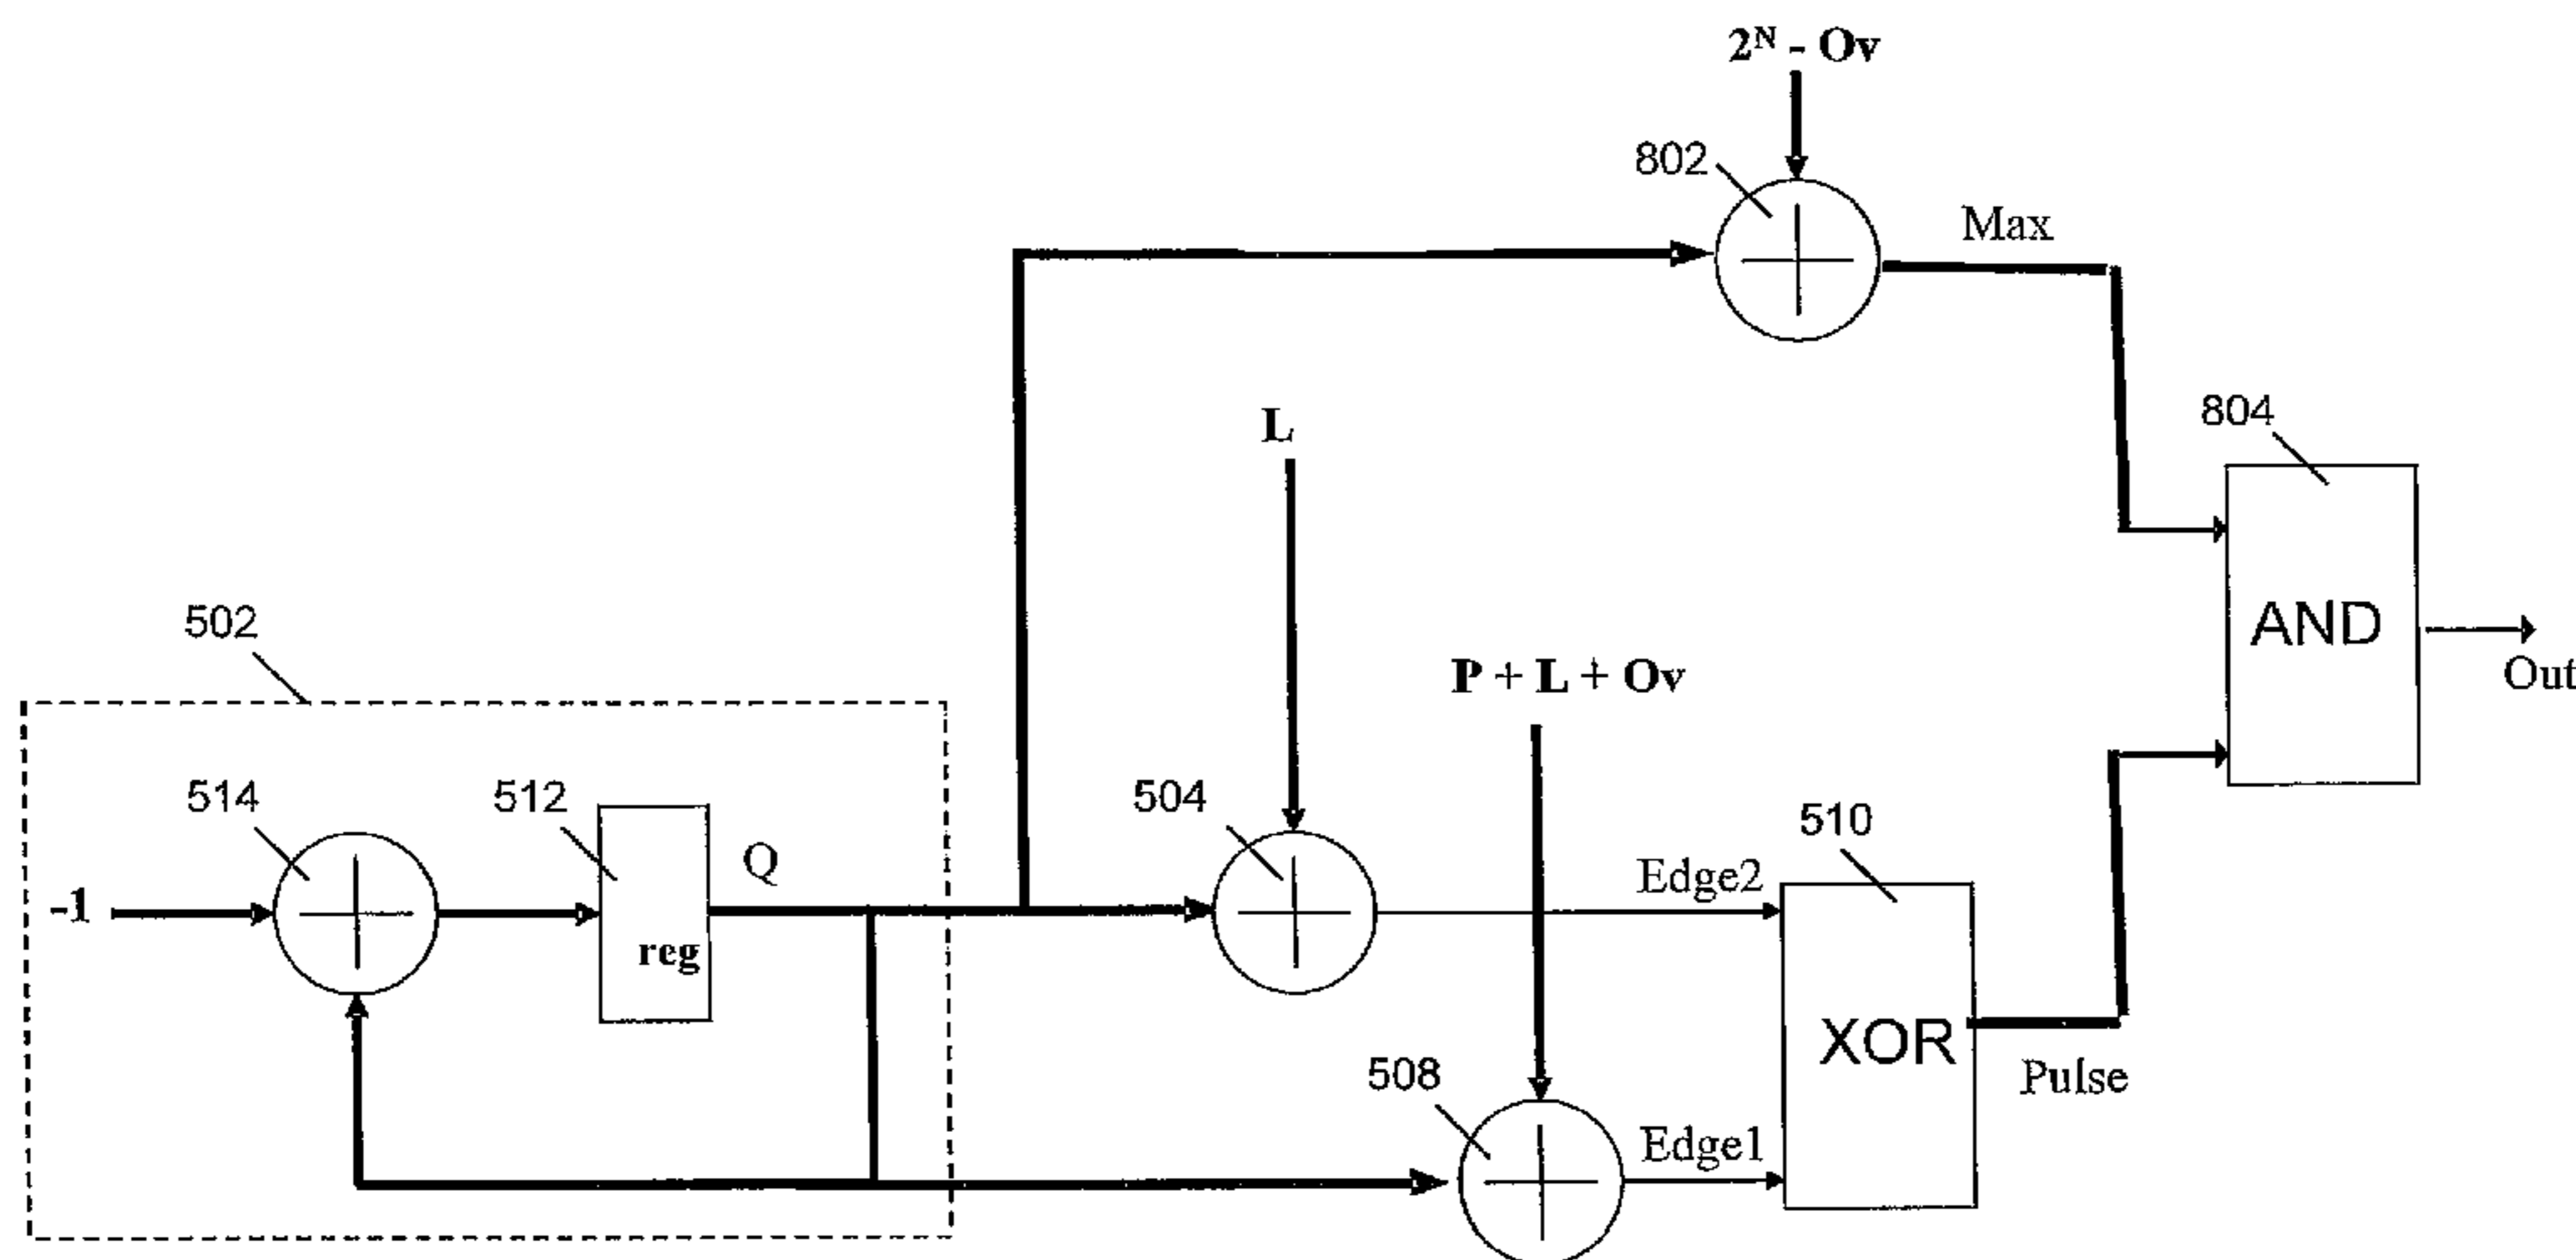 2ᴺ - Ov
802
Max
L
804
AND
Out
P + L + Ov
502
514
512
Q
504
Edge2
510
-1
reg
XOR
508
Edge1
Pulse